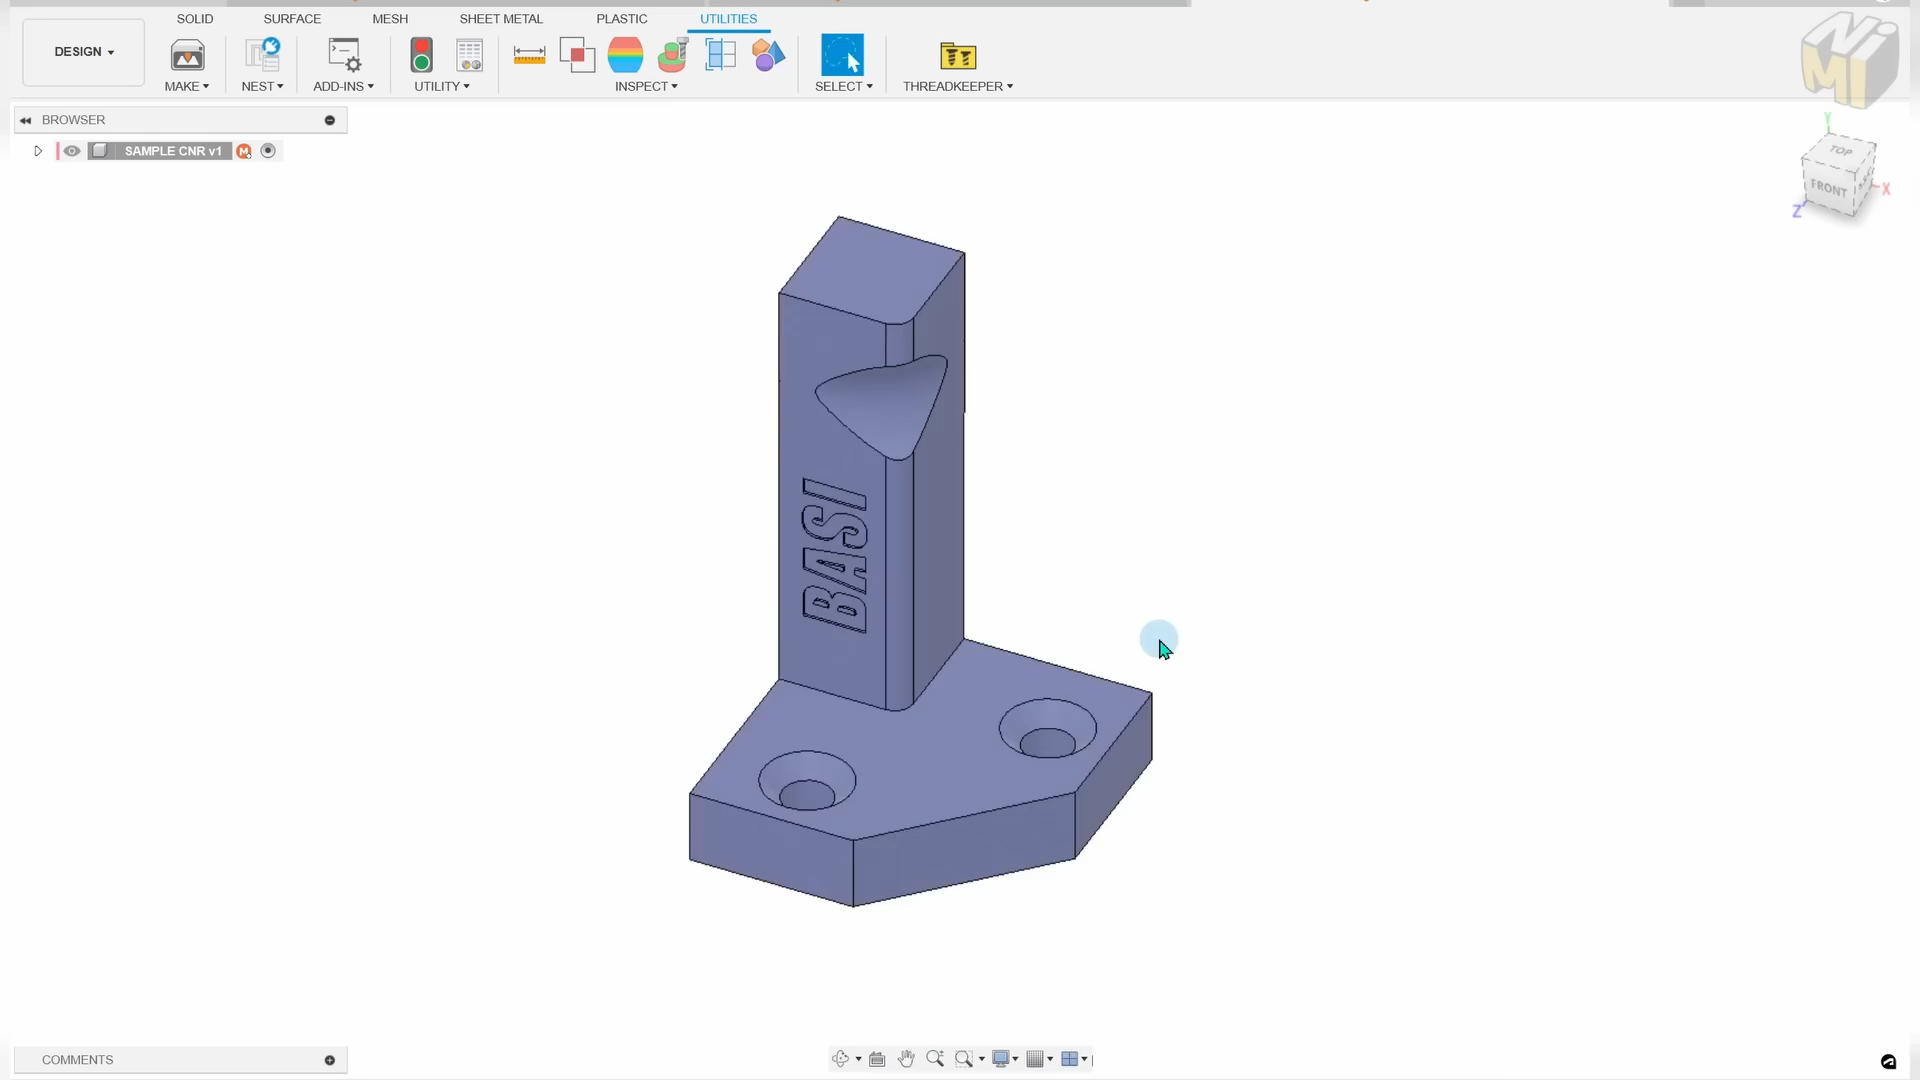 SOLID SURFACE MESH SHEET METAL PLASTIC UTILITIES
DESIGN
MAKE NEST ADD-INS UTILITY INSPECT SELECT THREADKEEPER
NiMi
BROWSER
SAMPLE CNR v1
M
Y
TOP
FRONT
X
Z
BASI
COMMENTS